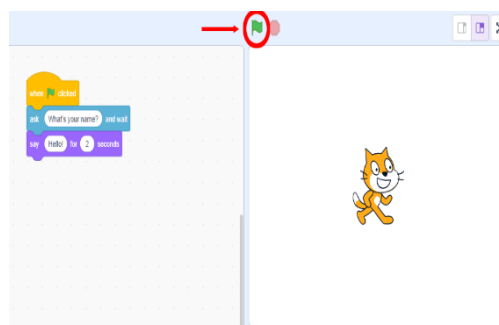 when clicked
ask What's your name? and wait
say Hello! for 2 seconds